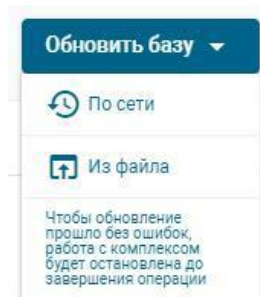 Обновить базу
По сети
Из файла
Чтобы обновление
прошло без ошибок,
работа с комплексом
будет остановлена до
завершения операции